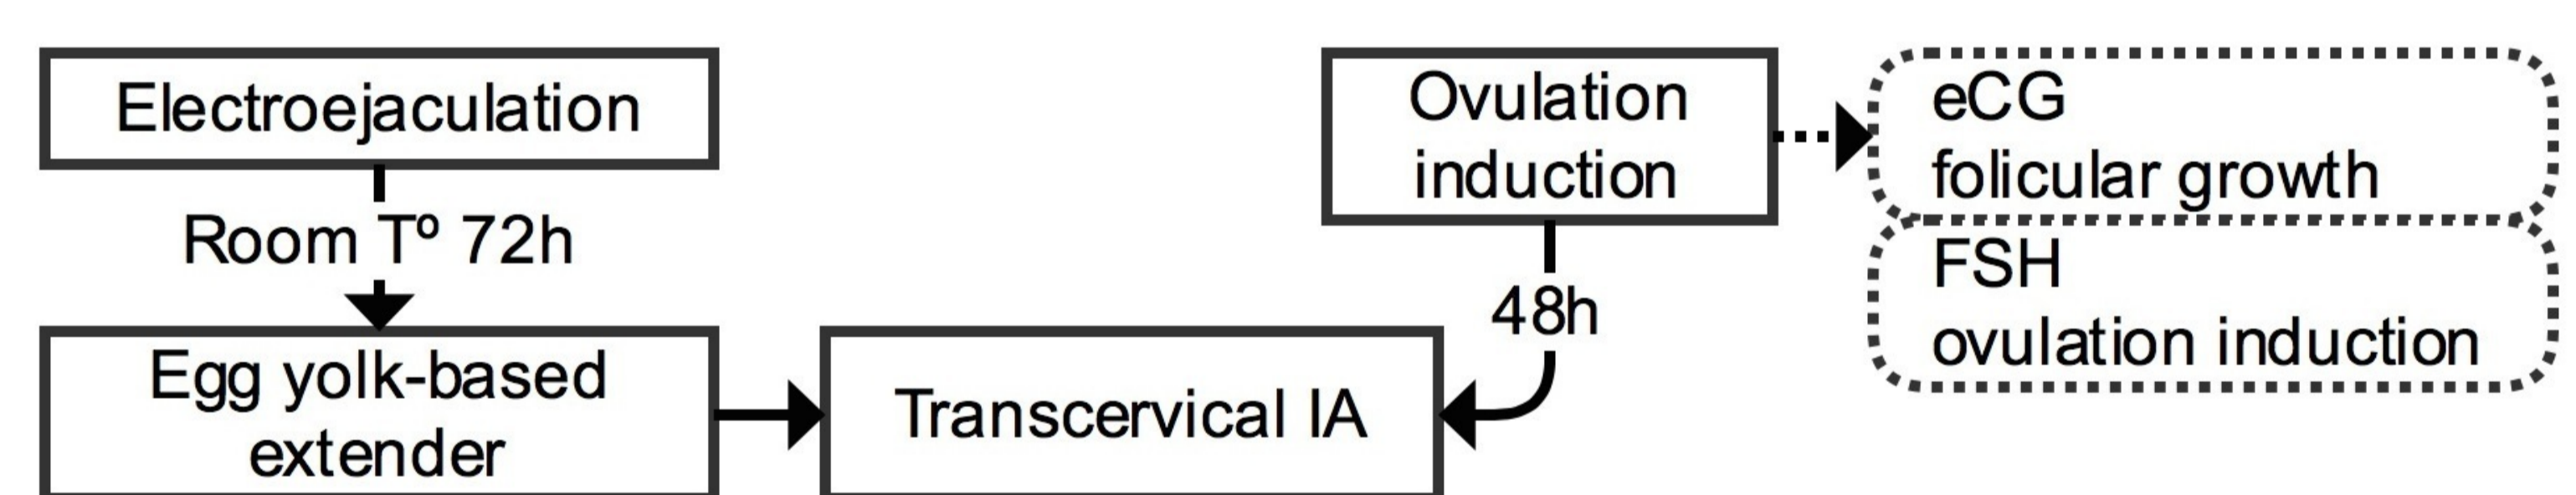 Electroejaculation
Room Tº 72h
Egg yolk-based
extender
Transcervical IA
Ovulation
induction
48h
eCG
folicular growth
FSH
ovulation induction